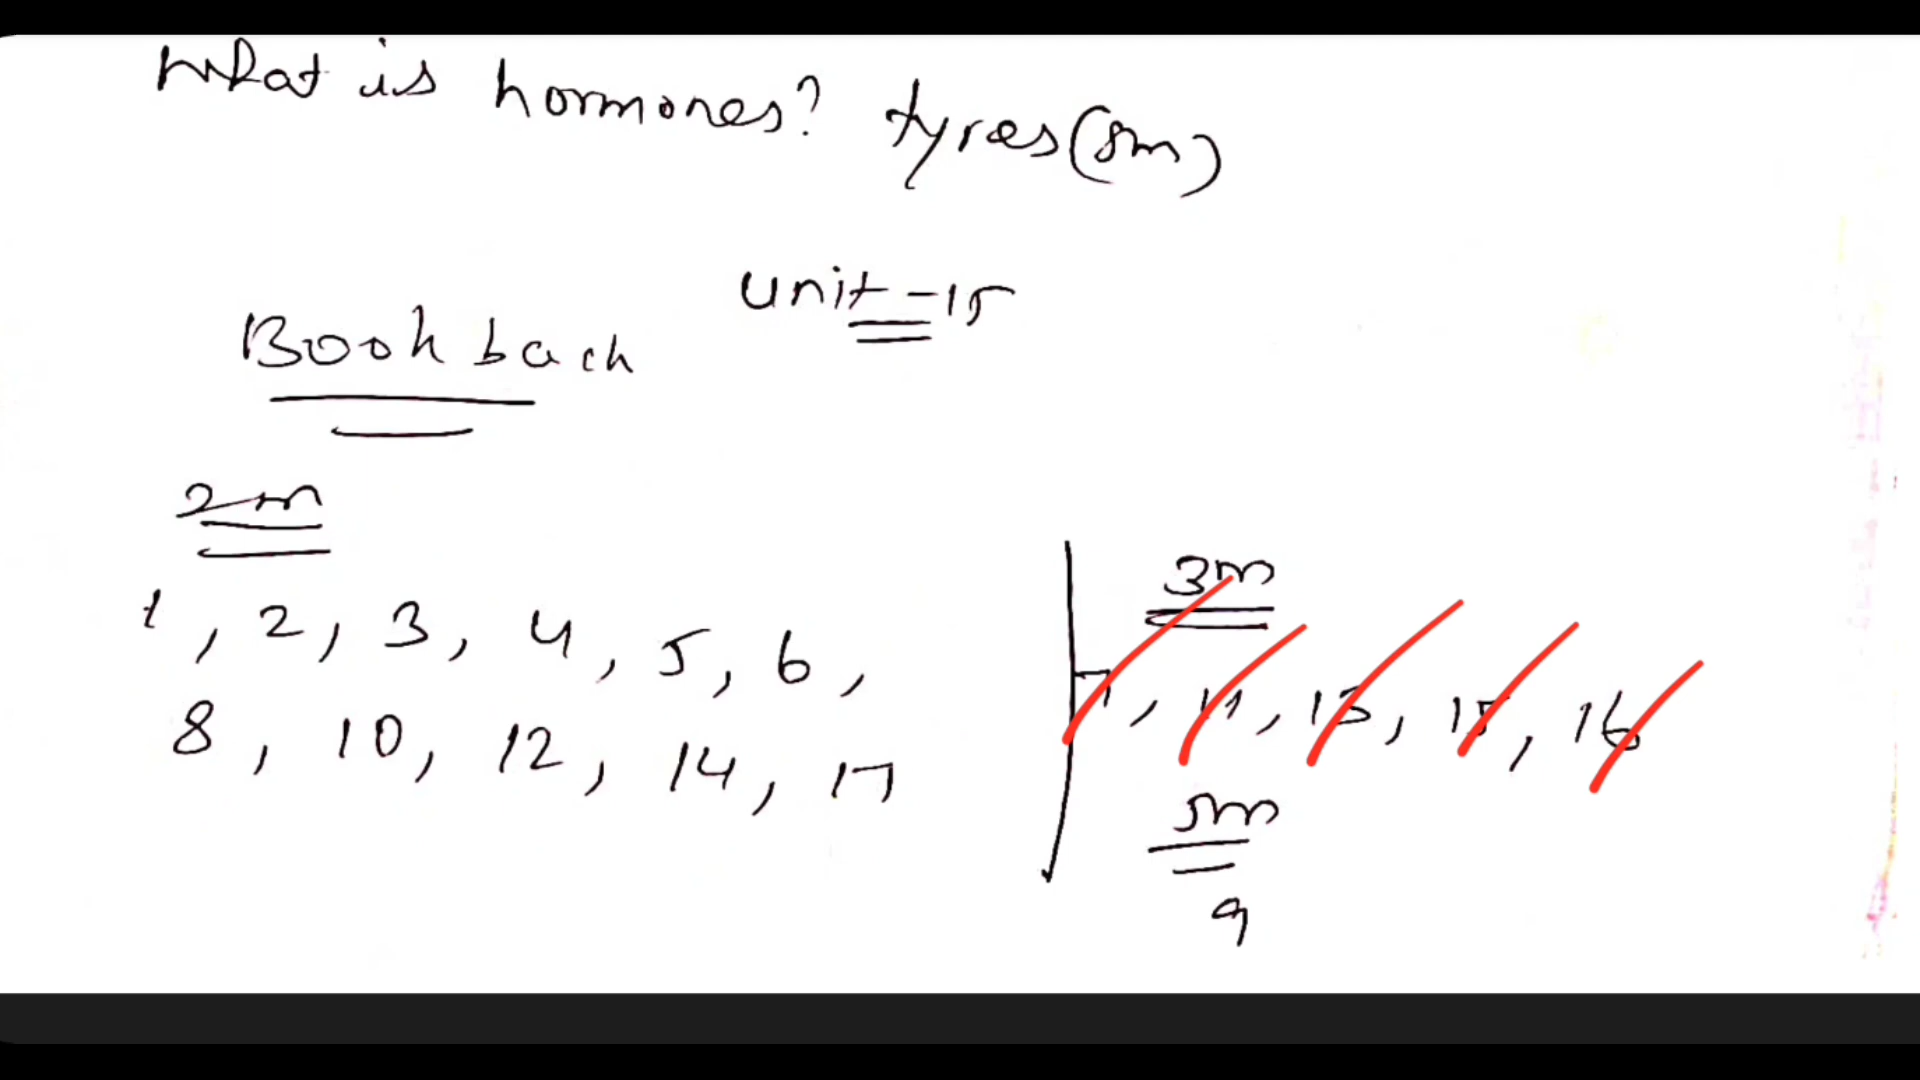 What is hormones? types (5m)
unit - 15
Book back
2m
1, 2, 3, 4, 5, 6,
8, 10, 12, 14, 17
3m
7, 11, 13, 15, 16
5m
9